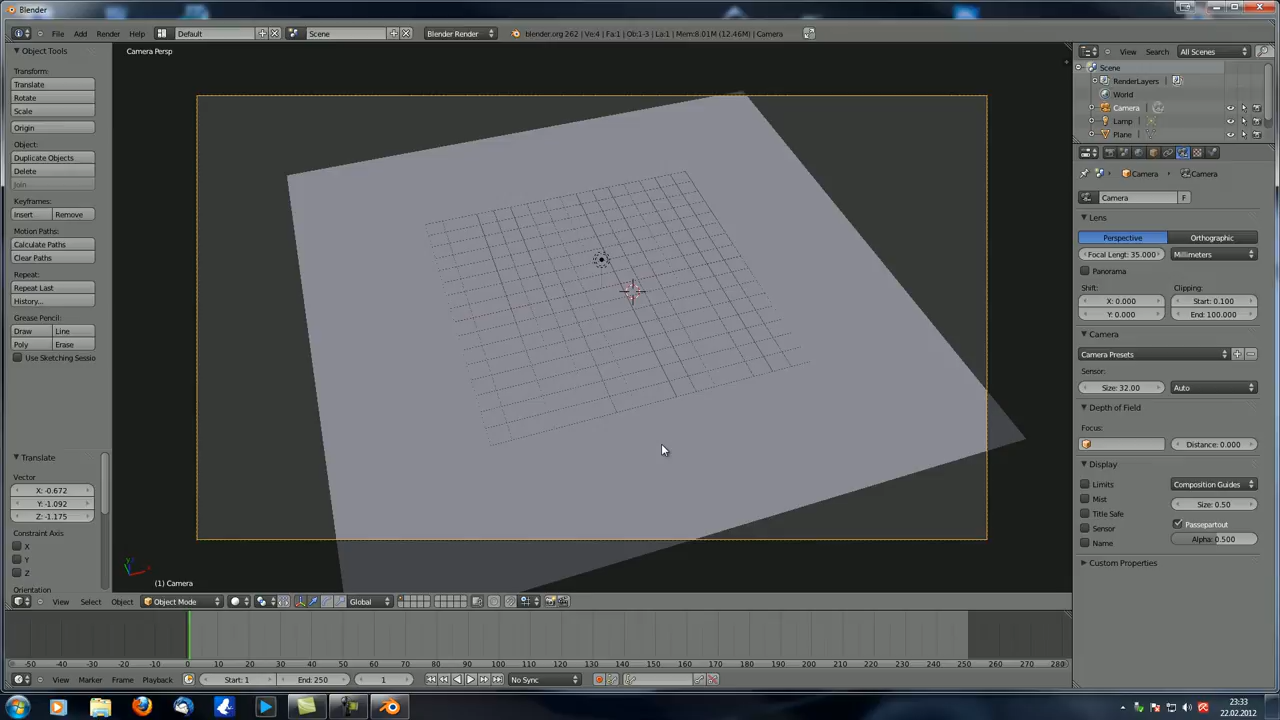 Blender
File Add Render Help Default Scene Blender Render blender.org 262 | Ve:4 | Fa:1 | Ob:1-3 | La:1 | Mem:8.01M (12.46M) | Camera
Object Tools
Transform:
Translate
Rotate
Scale
Origin
Object:
Duplicate Objects
Delete
Join
Keyframes:
Insert Remove
Motion Paths:
Calculate Paths
Clear Paths
Repeat:
Repeat Last
History...
Grease Pencil:
Draw Line
Poly Erase
Use Sketching Sessio
Translate
Vector
X: -0.672
Y: -1.092
Z: -1.175
Constraint Axis
X
Y
Z
Orientation
Camera Persp
(1) Camera
View Select Object Object Mode Global
-50 -40 -30 -20 -10 0 10 20 30 40 50 60 70 80 90 100 110 120 130 140 150 160 170 180 190 200 210 220 230 240 250 260 270 280
View Marker Frame Playback Start: 1 End: 250 1 No Sync
View Search All Scenes
Scene
RenderLayers
World
Camera
Lamp
Plane
Camera Camera
Camera F
Lens
Perspective Orthographic
Focal Lengt: 35.000 Millimeters
Panorama
Shift: Clipping:
X: 0.000 Start: 0.100
Y: 0.000 End: 100.000
Camera
Camera Presets
Sensor:
Size: 32.00 Auto
Depth of Field
Focus:
Distance: 0.000
Display
Limits Composition Guides
Mist Size: 0.50
Title Safe Passepartout
Sensor Alpha: 0.500
Name
Custom Properties
23:33
22.02.2012